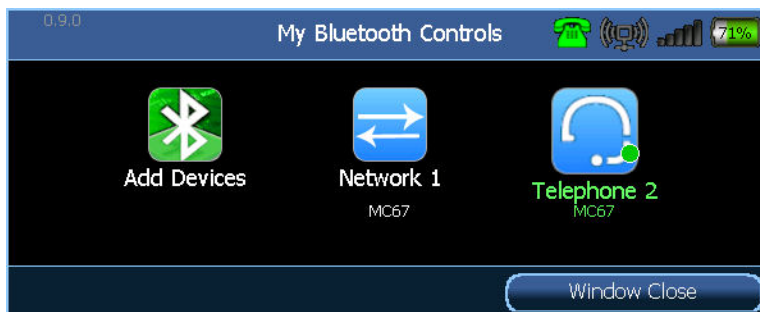 0.9.0
My Bluetooth Controls
71%
Add Devices
Network 1
MC67
Telephone 2
MC67
Window Close